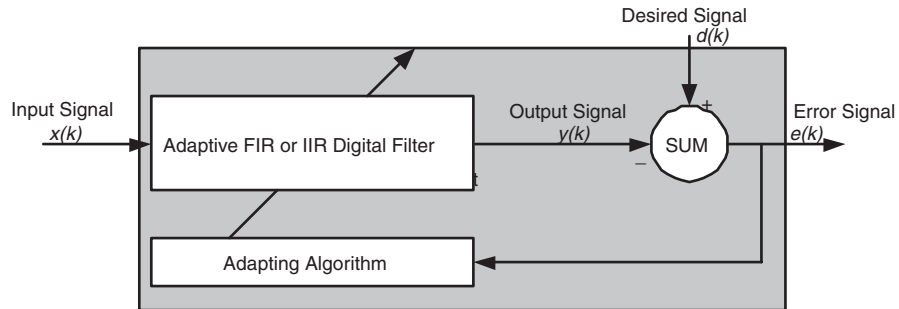 Desired Signal
d(k)
+
Input Signal
x(k)
Adaptive FIR or IIR Digital Filter
Output Signal
y(k)
−
SUM
Error Signal
e(k)
t
Adapting Algorithm